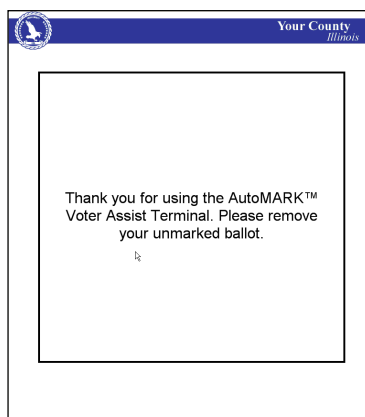 Your County
Illinois
Thank you for using the AutoMARK™
Voter Assist Terminal. Please remove
your unmarked ballot.